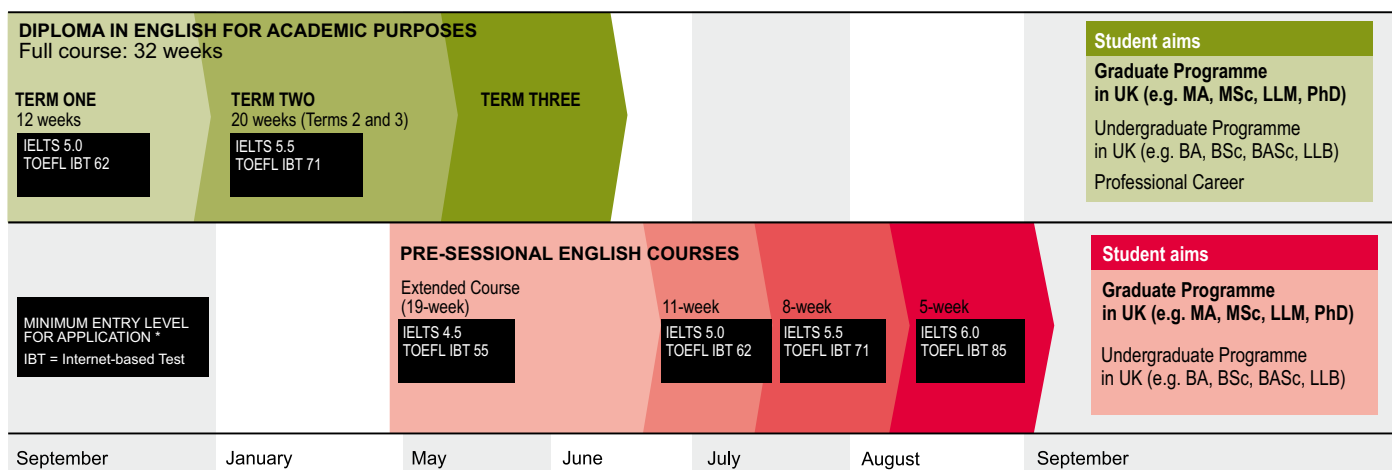 DIPLOMA IN ENGLISH FOR ACADEMIC PURPOSES
Full course: 32 weeks
TERM ONE
12 weeks
IELTS 5.0
TOEFL IBT 62
TERM TWO
20 weeks (Terms 2 and 3)
IELTS 5.5
TOEFL IBT 71
TERM THREE
Student aims
Graduate Programme
in UK (e.g. MA, MSc, LLM, PhD)
Undergraduate Programme
in UK (e.g. BA, BSc, BASc, LLB)
Professional Career
MINIMUM ENTRY LEVEL
FOR APPLICATION *
IBT = Internet-based Test
PRE-SESSIONAL ENGLISH COURSES
Extended Course
(19-week)
IELTS 4.5
TOEFL IBT 55
11-week
IELTS 5.0
TOEFL IBT 62
8-week
IELTS 5.5
TOEFL IBT 71
5-week
IELTS 6.0
TOEFL IBT 85
Student aims
Graduate Programme
in UK (e.g. MA, MSc, LLM, PhD)
Undergraduate Programme
in UK (e.g. BA, BSc, BASc, LLB)
September
January
May
June
July
August
September